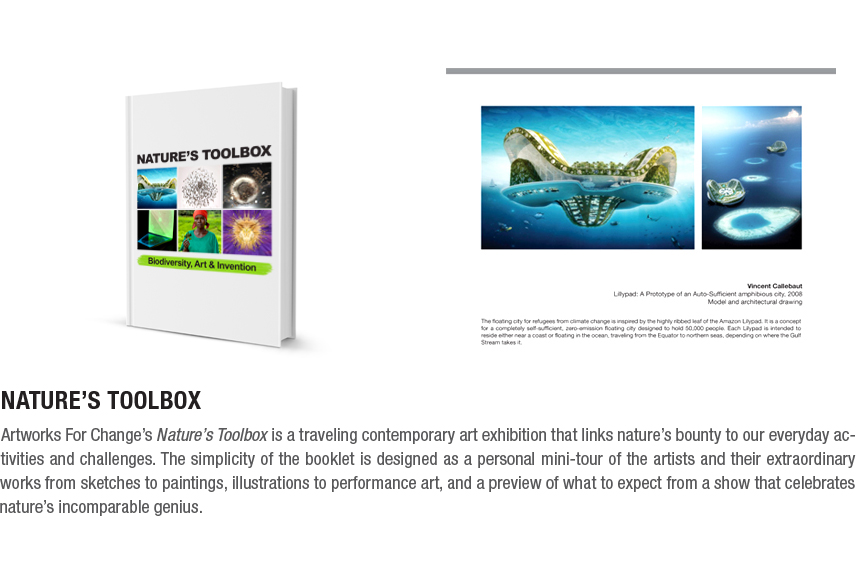 NATURE'S TOOLBOX
Biodiversity, Art & Invention
Vincent Callebaut
Lillypad: A Prototype of an Auto-Sufficient amphibious city, 2008
Model and architectural drawing
The floating city for refugees from climate change is inspired by the highly ribbed leaf of the Amazon Lilypad. It is a concept
for a completely self-sufficient, zero-emission floating city designed to hold 50,000 people. Each Lilypad is intended to
reside either near a coast or floating in the ocean, traveling from the Equator to northern seas, depending on where the Gulf
Stream takes it.
NATURE'S TOOLBOX
Artworks For Change's Nature's Toolbox is a traveling contemporary art exhibition that links nature's bounty to our everyday ac-
tivities and challenges. The simplicity of the booklet is designed as a personal mini-tour of the artists and their extraordinary
works from sketches to paintings, illustrations to performance art, and a preview of what to expect from a show that celebrates
nature's incomparable genius.